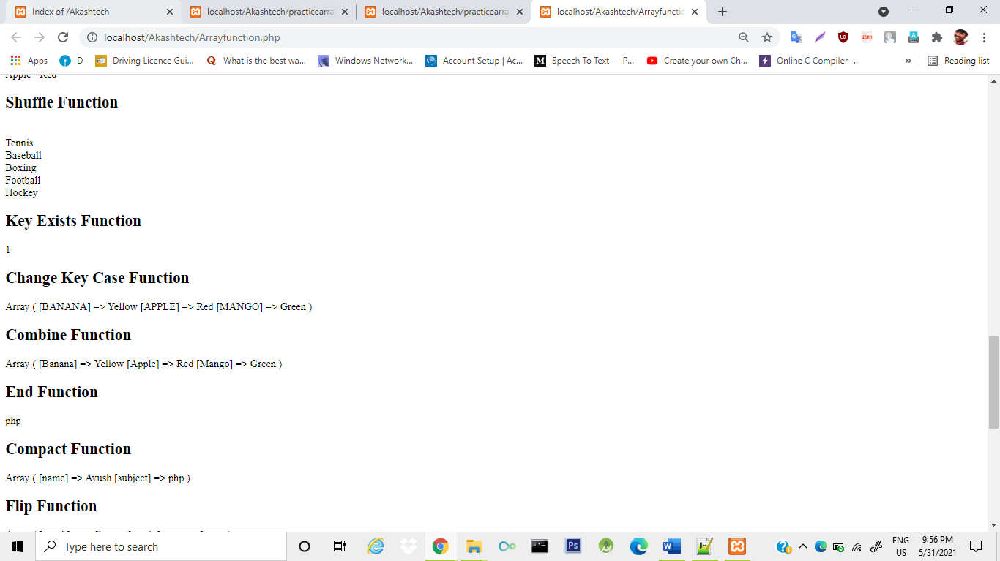 Index of /Akashtech
localhost/Akashtech/practicearra
localhost/Akashtech/practicearra
localhost/Akashtech/Arrayfunctio
localhost/Akashtech/Arrayfunction.php
Apps
D
Driving Licence Gui...
What is the best wa...
Windows Network...
Account Setup | Ac...
Speech To Text — P...
Create your own Ch...
Online C Compiler -...
»
Reading list
Apple - Red
Shuffle Function
Tennis
Baseball
Boxing
Football
Hockey
Key Exists Function
1
Change Key Case Function
Array ( [BANANA] => Yellow [APPLE] => Red [MANGO] => Green )
Combine Function
Array ( [Banana] => Yellow [Apple] => Red [Mango] => Green )
End Function
php
Compact Function
Array ( [name] => Ayush [subject] => php )
Flip Function
Type here to search
ENG
US
9:56 PM
5/31/2021